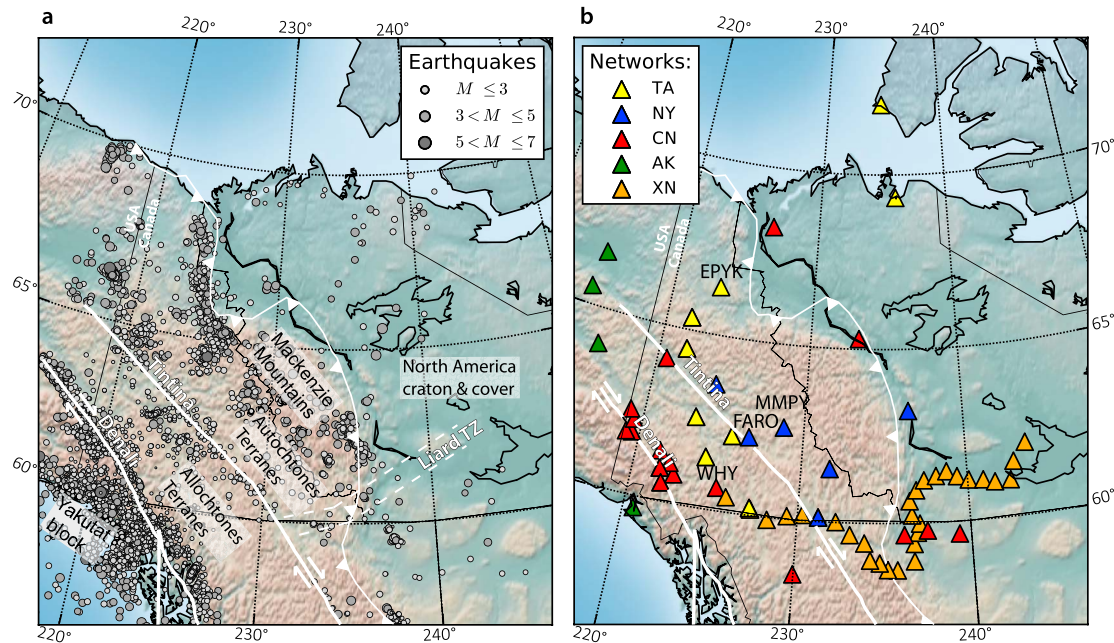 a
220°
230°
240°
Earthquakes
M ≤ 3
3 < M ≤ 5
5 < M ≤ 7
70°
65°
60°
USA
Canada
Mackenzie
Mountains
North America
craton & cover
Tintina
Denali
Autochtones
Terranes
Liard TZ
Allochtones
Terranes
Yakutat
block
220°
230°
240°
b
220°
230°
240°
Networks:
TA
NY
CN
AK
XN
70°
65°
60°
USA
Canada
EPYK
Tintina
MMPY
FARO
Denali
WHY
220°
230°
240°